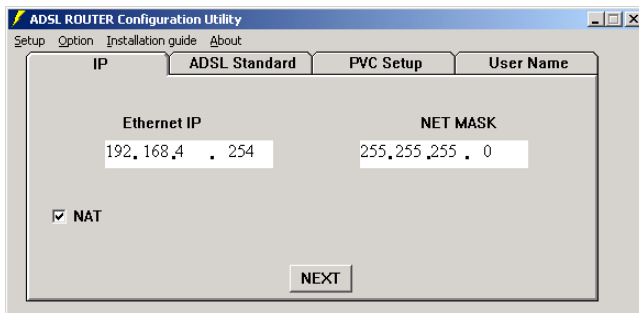 ADSL ROUTER Configuration Utility
Setup Option Installation guide About
IP ADSL Standard PVC Setup User Name
Ethernet IP NET MASK
192.168.4 . 254 255.255.255 . 0
NAT
NEXT